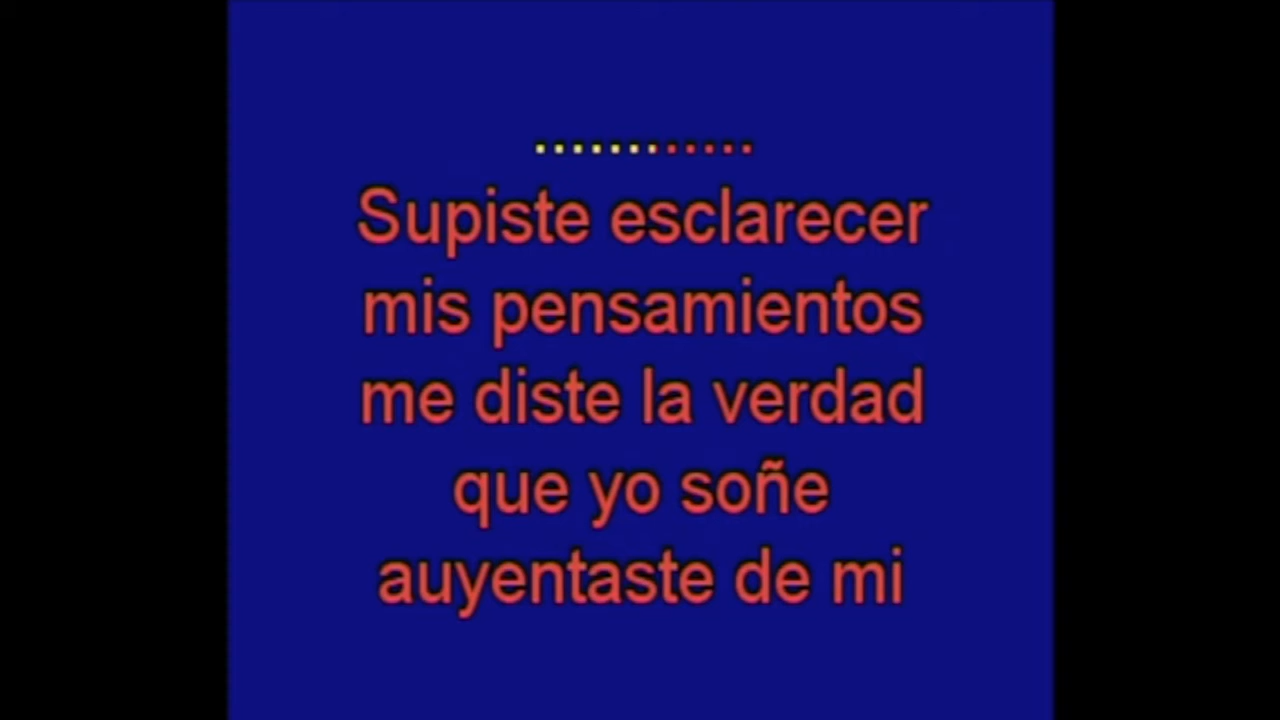 ............
Supiste esclarecer
mis pensamientos
me diste la verdad
que yo soñe
auyentaste de mi